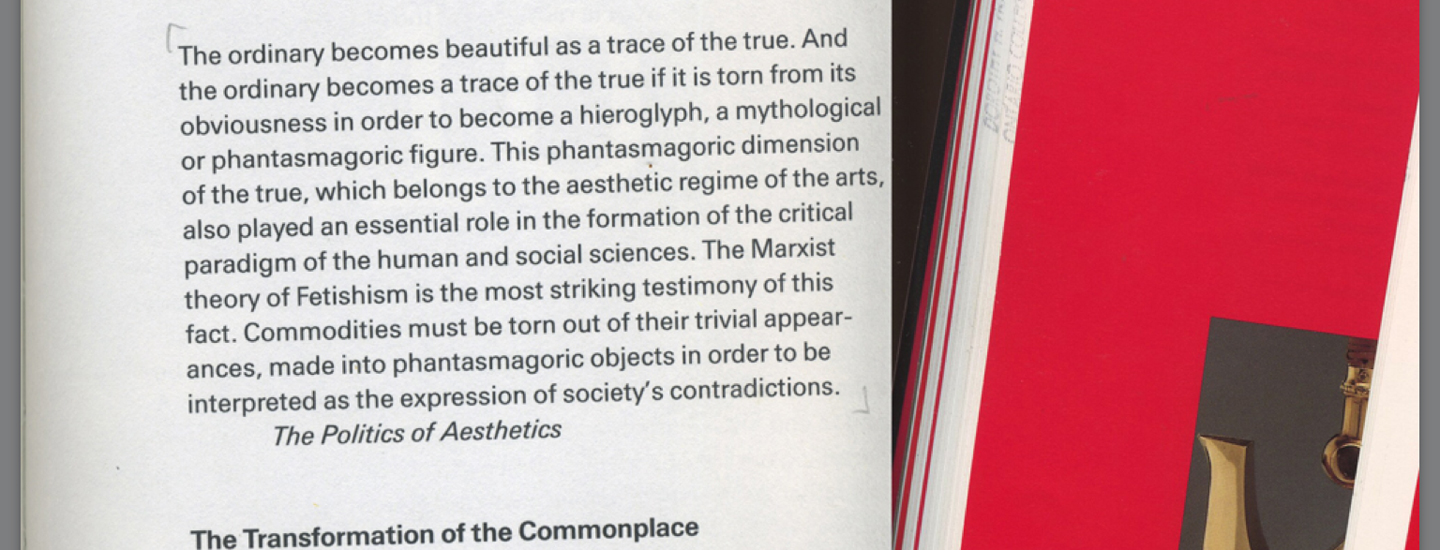 The ordinary becomes beautiful as a trace of the true. And
the ordinary becomes a trace of the true if it is torn from its
obviousness in order to become a hieroglyph, a mythological
or phantasmagoric figure. This phantasmagoric dimension
of the true, which belongs to the aesthetic regime of the arts,
also played an essential role in the formation of the critical
paradigm of the human and social sciences. The Marxist
theory of Fetishism is the most striking testimony of this
fact. Commodities must be torn out of their trivial appear-
ances, made into phantasmagoric objects in order to be
interpreted as the expression of society's contradictions.
The Politics of Aesthetics
The Transformation of the Commonplace